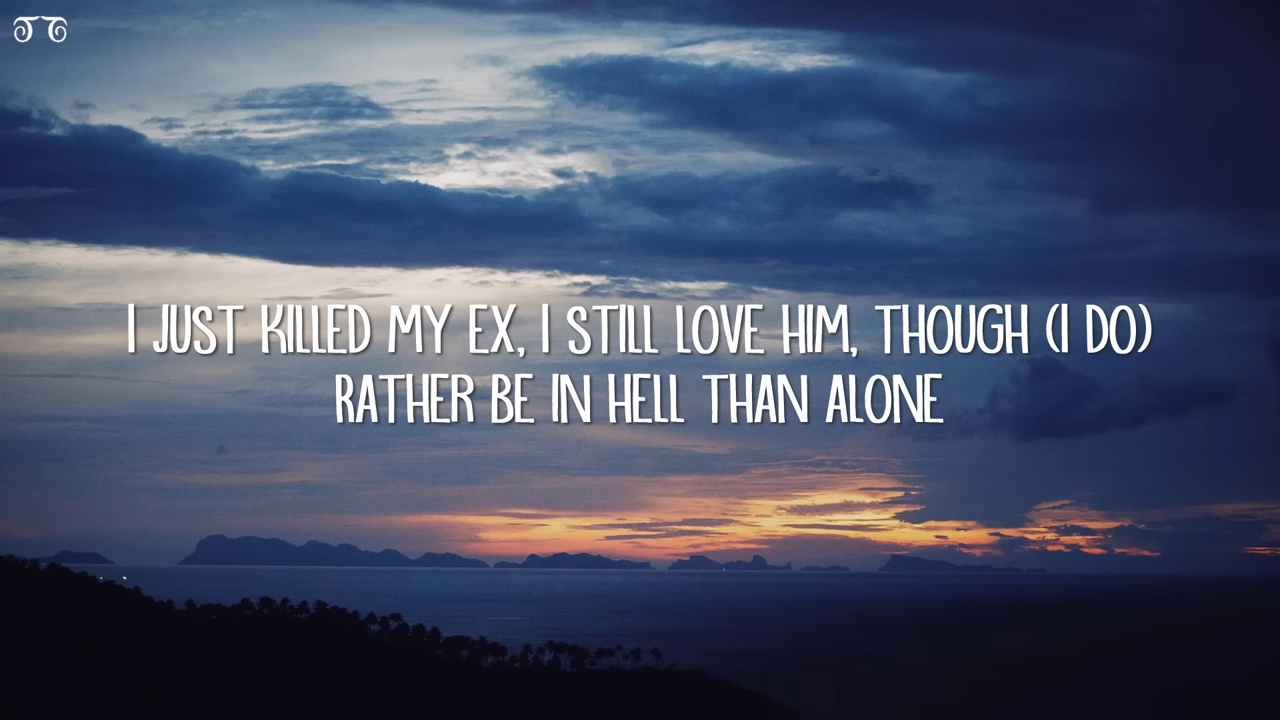 I JUST KILLED MY EX, I STILL LOVE HIM, THOUGH (I DO)
RATHER BE IN HELL THAN ALONE